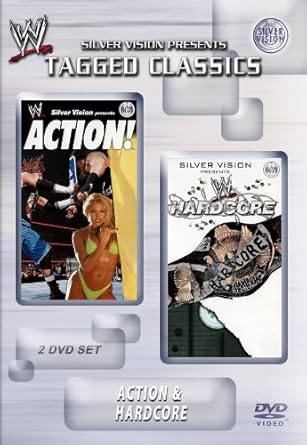 W
SILVER VISION PRESENTS
TAGGED CLASSICS
SILVER
VISION
W Silver Vision presents
ACTION!
SILVER VISION
PRESENTS
W
HARDCORE
HARDCORE
2 DVD SET
ACTION &
HARDCORE
DVD
VIDEO